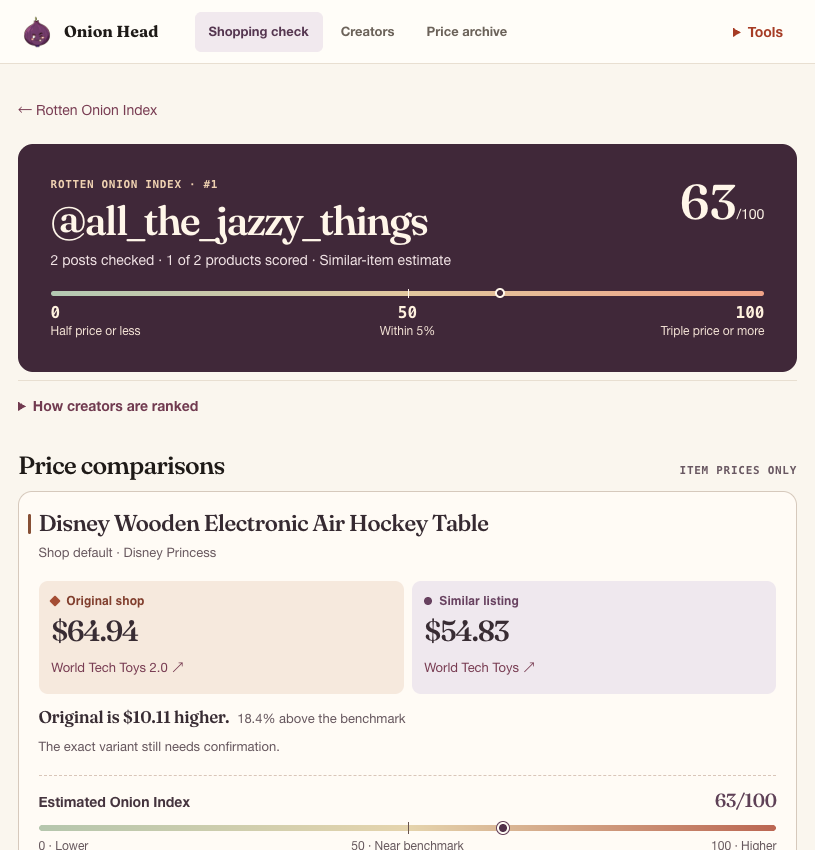 Onion Head
Shopping check
Creators
Price archive
▶ Tools
← Rotten Onion Index
ROTTEN ONION INDEX · #1
@all_the_jazzy_things
63/100
2 posts checked · 1 of 2 products scored · Similar-item estimate
0
50
100
Half price or less
Within 5%
Triple price or more
▶ How creators are ranked
Price comparisons
ITEM PRICES ONLY
Disney Wooden Electronic Air Hockey Table
Shop default · Disney Princess
Original shop
$64.94
World Tech Toys 2.0 ↗
Similar listing
$54.83
World Tech Toys ↗
Original is $10.11 higher. 18.4% above the benchmark
The exact variant still needs confirmation.
Estimated Onion Index
63/100
0 · Lower
50 · Near benchmark
100 · Higher